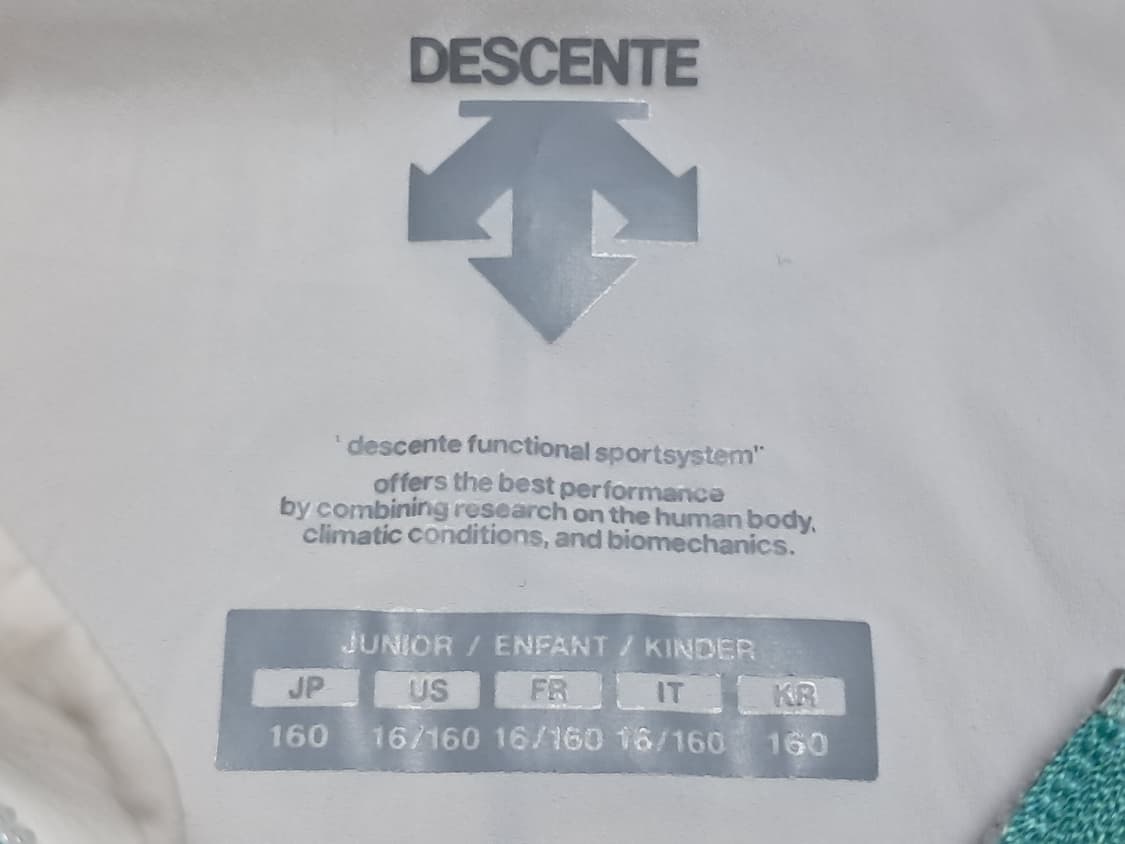 DESCENTE
'descente functional sportsystem"
offers the best performance
by combining research on the human body,
climatic conditions, and biomechanics.
JUNIOR / ENFANT / KINDER
JP US FR IT KR
160 16/160 16/160 16/160 160